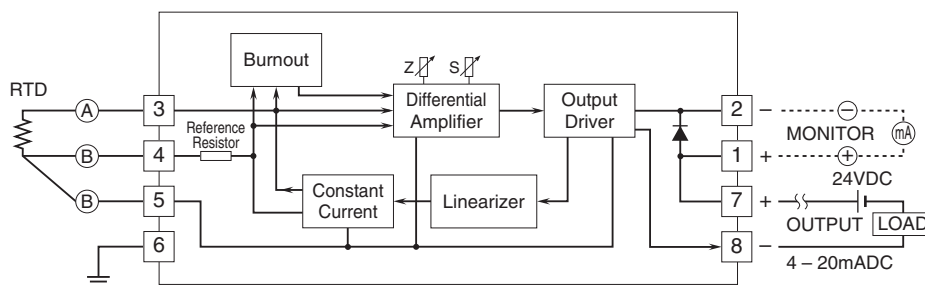 Burnout
Z
S
RTD
A
3
Differential
Amplifier
Output
Driver
2
−
−
MONITOR
mA
Reference
Resistor
B
4
1
+
+
24VDC
B
5
Constant
Current
Linearizer
7
+
OUTPUT
LOAD
6
8
−
4 – 20mADC